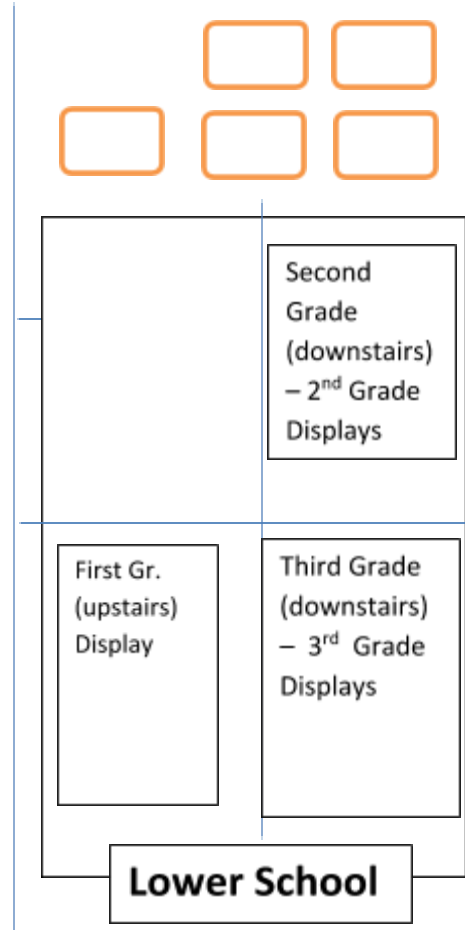 Second
Grade
(downstairs)
– 2nd Grade
Displays
First Gr.
(upstairs)
Display
Third Grade
(downstairs)
– 3rd Grade
Displays
Lower School